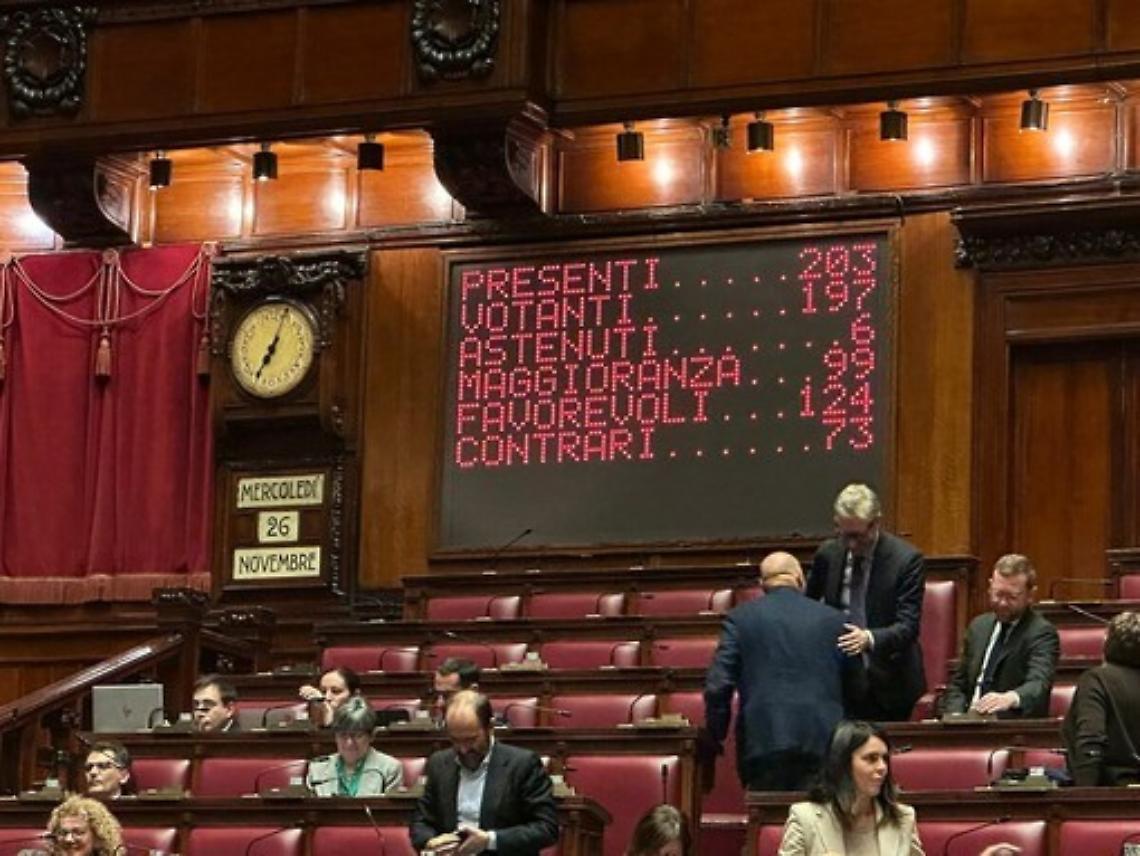 PRESENTI......203
VOTANTI.......197
ASTENUTI........6
MAGGIORANZA....99
FAVOREVOLI...124
CONTRARI.......73
MERCOLEDÌ
26
NOVEMBRE